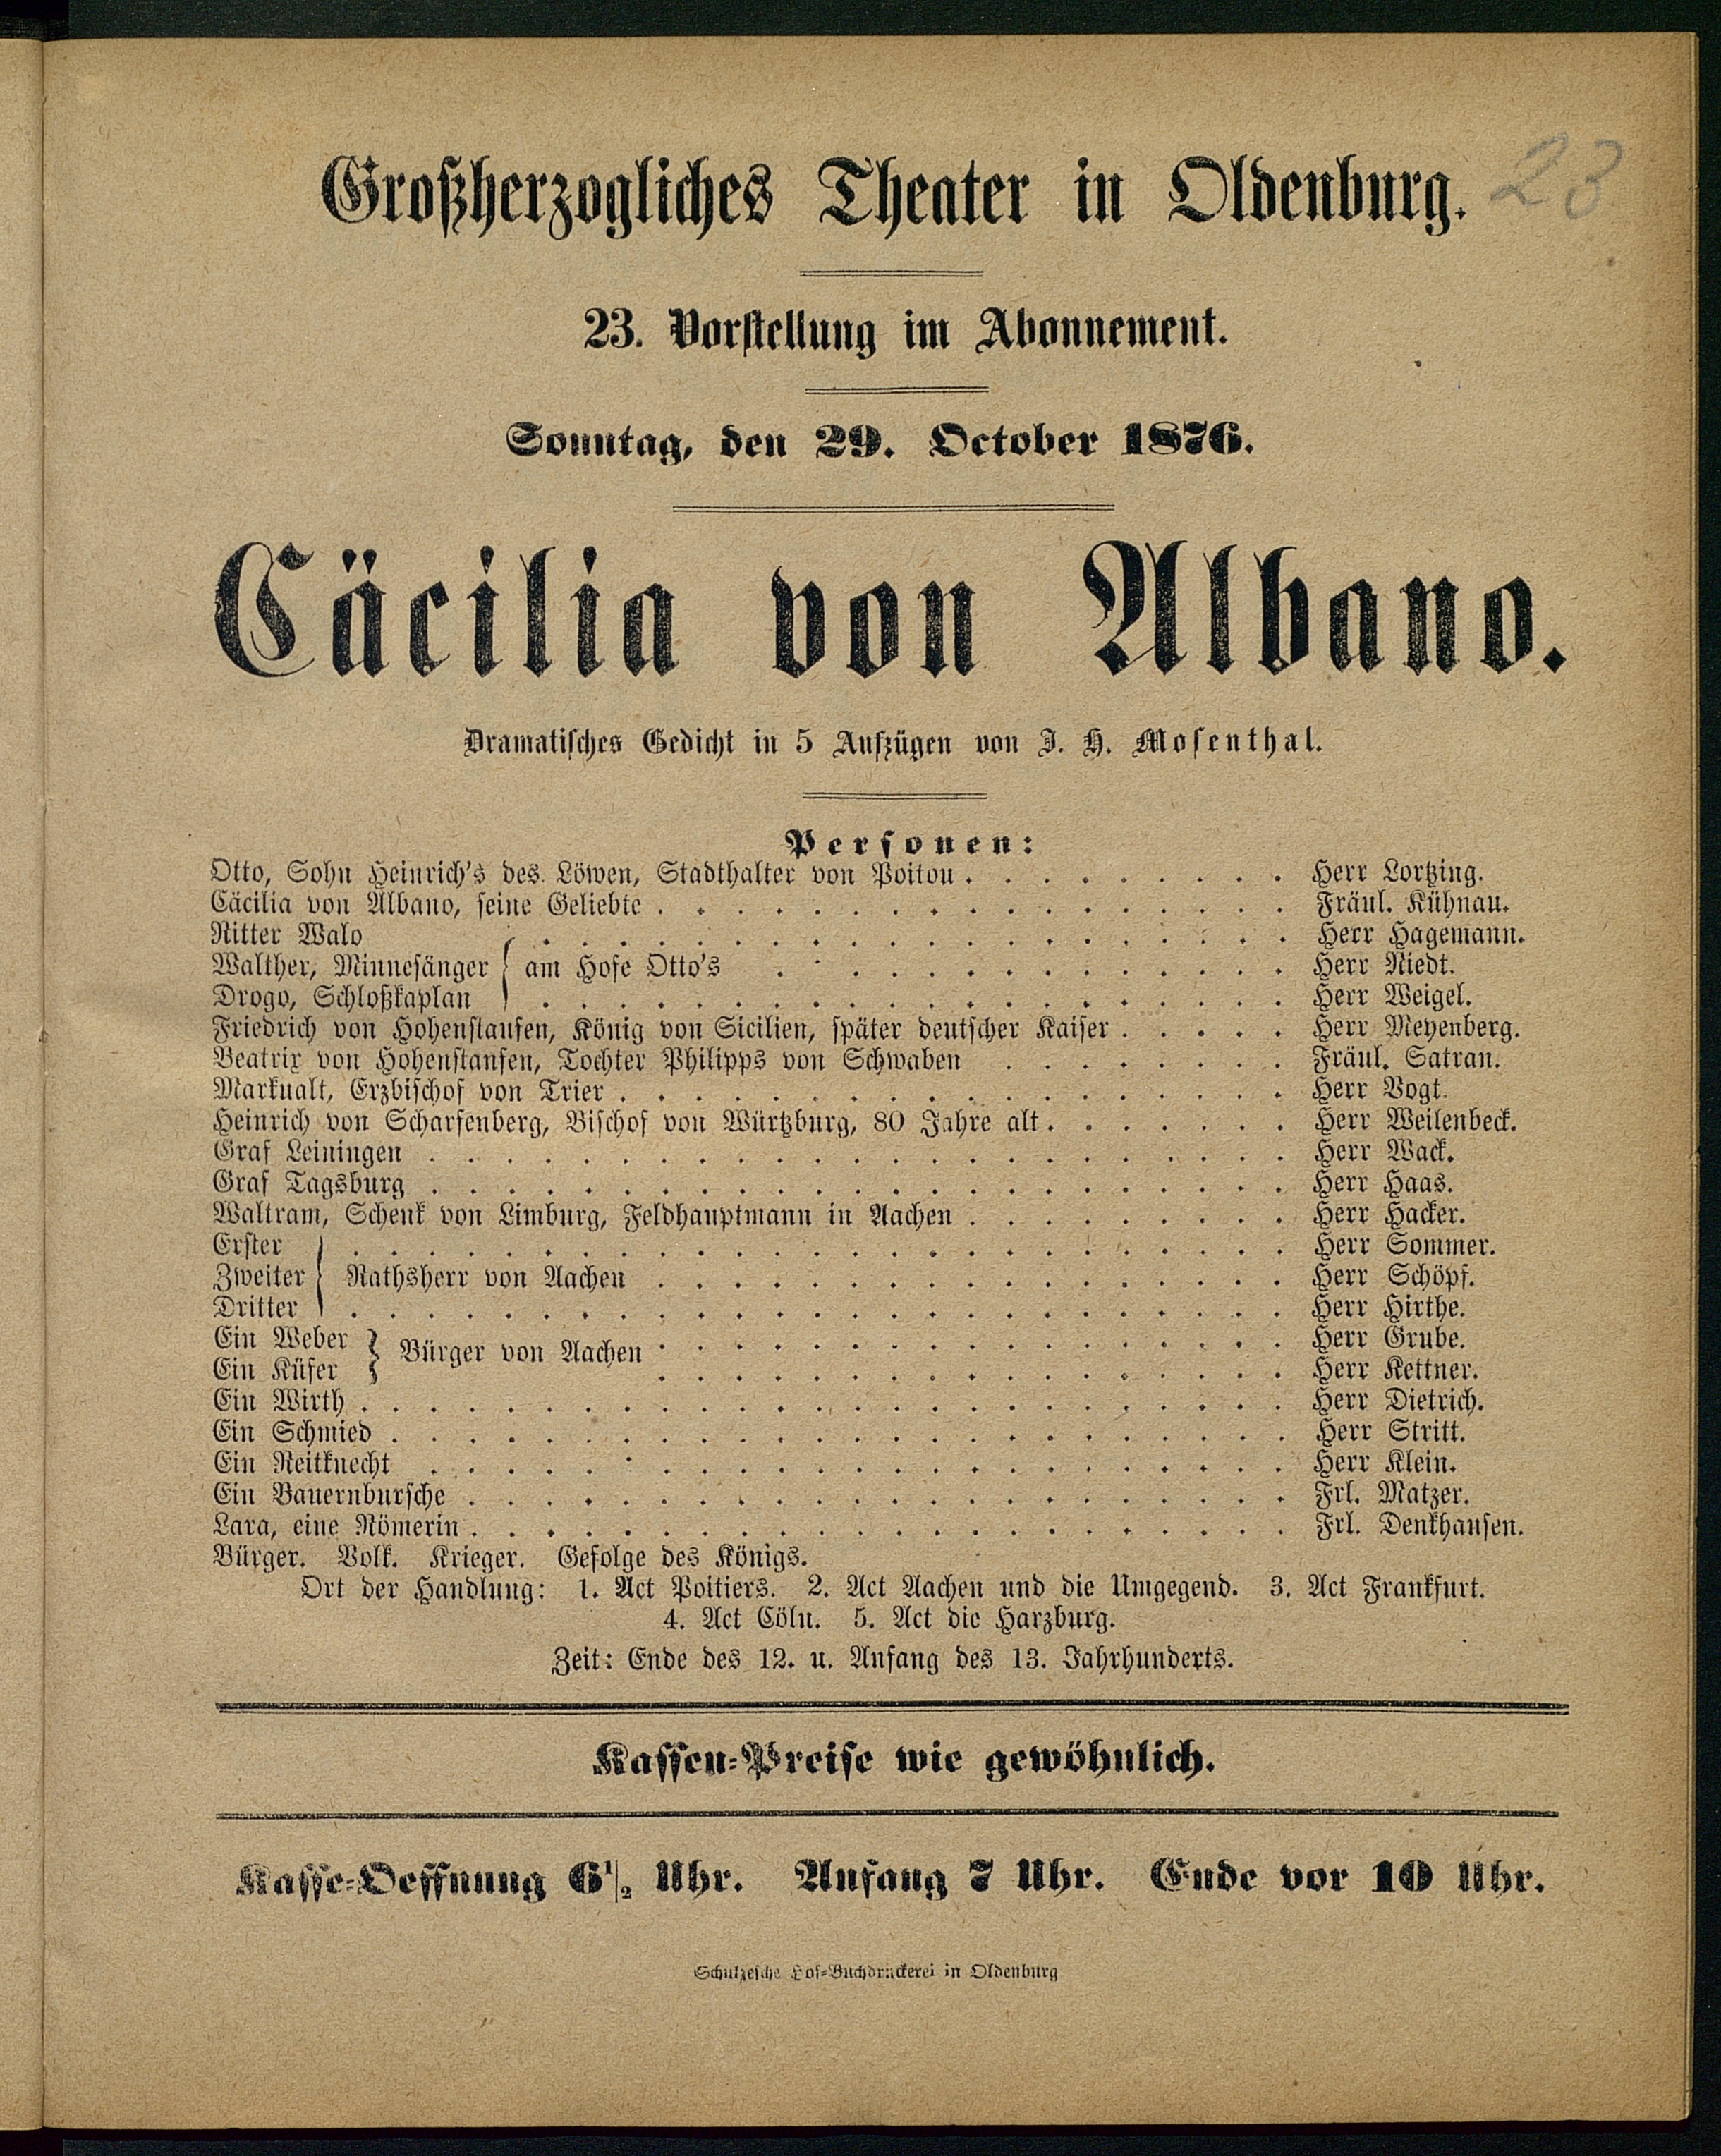 23
Großherzogliches Theater in Oldenburg.
23. Vorstellung im Abonnement.
Sonntag, den 29. October 1876.
Cäcilia von Albano.
Dramatisches Gedicht in 5 Aufzügen von J. H. Mosenthal.
Personen:
Otto, Sohn Heinrich's des Löwen, Stadthalter von Poitou . . . . . . . . . Herr Lortzing.
Cäcilia von Albano, seine Geliebte . . . . . . . . . . . . . . . . . Fräul. Kühnau.
Ritter Walo . . . . . . . . . . . . . . . . . . . . Herr Hagemann.
Walther, Minnesänger } am Hofe Otto's . . . . . . . . . . . . . Herr Riedt.
Drogo, Schloßkaplan . . . . . . . . . . . . . . . . . . . . Herr Weigel.
Friedrich von Hohenstaufen, König von Sicilien, später deutscher Kaiser . . . . . Herr Meyenberg.
Beatrix von Hohenstaufen, Tochter Philipps von Schwaben . . . . . . . . Fräul. Satran.
Markualt, Erzbischof von Trier . . . . . . . . . . . . . . . . . . Herr Vogt.
Heinrich von Scharfenberg, Bischof von Würtzburg, 80 Jahre alt . . . . . . . Herr Weilenbeck.
Graf Leiningen . . . . . . . . . . . . . . . . . . . . . . . Herr Wack.
Graf Tagsburg . . . . . . . . . . . . . . . . . . . . . . . Herr Haas.
Waltram, Schenk von Limburg, Feldhauptmann in Aachen . . . . . . . . . Herr Hacker.
Erster . . . . . . . . . . . . . . . . . . . . . . . . . Herr Sommer.
Zweiter } Rathsherr von Aachen . . . . . . . . . . . . . . . . . Herr Schöpf.
Dritter . . . . . . . . . . . . . . . . . . . . . . . . . Herr Hirthe.
Ein Weber } Bürger von Aachen . . . . . . . . . . . . . . . . . Herr Grube.
Ein Küfer . . . . . . . . . . . . . . . . . Herr Kettner.
Ein Wirth . . . . . . . . . . . . . . . . . . . . . . . . . Herr Dietrich.
Ein Schmied . . . . . . . . . . . . . . . . . . . . . . . . Herr Stritt.
Ein Reitknecht . . . . . . . . . . . . . . . . . . . . . . . Herr Klein.
Ein Bauernbursche . . . . . . . . . . . . . . . . . . . . . . Frl. Matzer.
Lara, eine Römerin . . . . . . . . . . . . . . . . . . . . . . Frl. Denkhausen.
Bürger. Volk. Krieger. Gefolge des Königs.
Ort der Handlung: 1. Act Poitiers. 2. Act Aachen und die Umgegend. 3. Act Frankfurt.
4. Act Cöln. 5. Act die Harzburg.
Zeit: Ende des 12. u. Anfang des 13. Jahrhunderts.
Kassen-Preise wie gewöhnlich.
Kasse-Oeffnung 6 1/2 Uhr. Anfang 7 Uhr. Ende vor 10 Uhr.
Schulzesche Hof-Buchdruckerei in Oldenburg